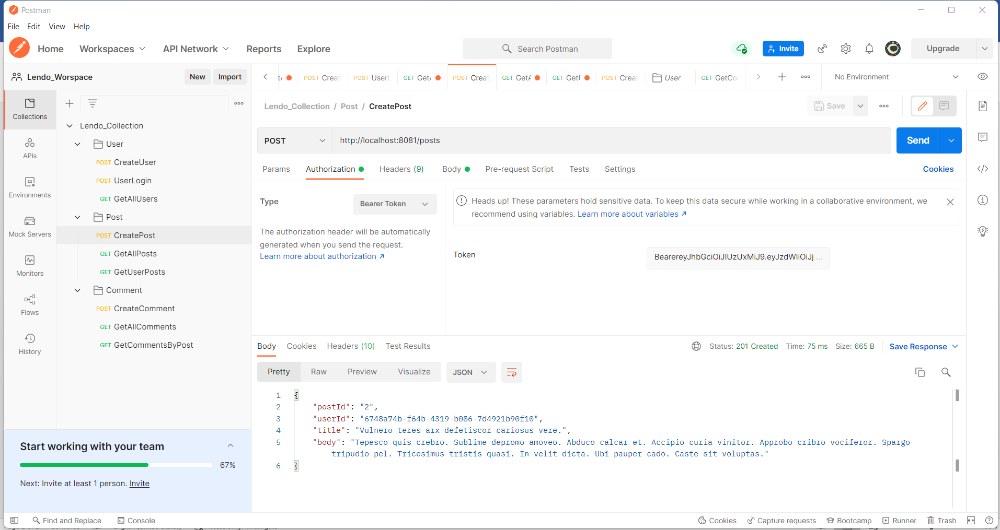 Postman
File Edit View Help
Home Workspaces API Network Reports Explore Search Postman Invite Upgrade
Lendo_Worspace New Import POST Creat POST UserL GET GetA POST Creat GET GetA GET GetU POST Creat User GET GetCo No Environment
Collections
APIs
Environments
Mock Servers
Monitors
Flows
History
Lendo_Collection
User
POST CreateUser
POST UserLogin
GET GetAllUsers
Post
POST CreatePost
GET GetAllPosts
GET GetUserPosts
Comment
POST CreateComment
GET GetAllComments
GET GetCommentsByPost
Start working with your team
67%
Next: Invite at least 1 person. Invite
Lendo_Collection / Post / CreatePost Save
POST http://localhost:8081/posts Send
Params Authorization Headers (9) Body Pre-request Script Tests Settings Cookies
Type Bearer Token
The authorization header will be automatically
generated when you send the request.
Learn more about authorization ↗
Heads up! These parameters hold sensitive data. To keep this data secure while working in a collaborative environment, we
recommend using variables. Learn more about variables ↗
Token BearereyJhbGciOiJIUzUxMiJ9.eyJzdWIiOiJj ...
Body Cookies Headers (10) Test Results Status: 201 Created Time: 75 ms Size: 665 B Save Response
Pretty Raw Preview Visualize JSON
1 {
2 "postId": "2",
3 "userId": "6748a74b-f64b-4319-b086-7d4921b90f10",
4 "title": "Vulnero teres arx defetiscor cariosus vere.",
5 "body": "Tepesco quis crebro. Sublime depromo amoveo. Abduco calcar et. Accipio curia vinitor. Approbo cribro vociferor. Spargo
tripudio pel. Tricesimus tristis quasi. In velit dicta. Ubi pauper cado. Caste sit voluptas."
6 }
Find and Replace Console Cookies Capture requests Bootcamp Runner Trash